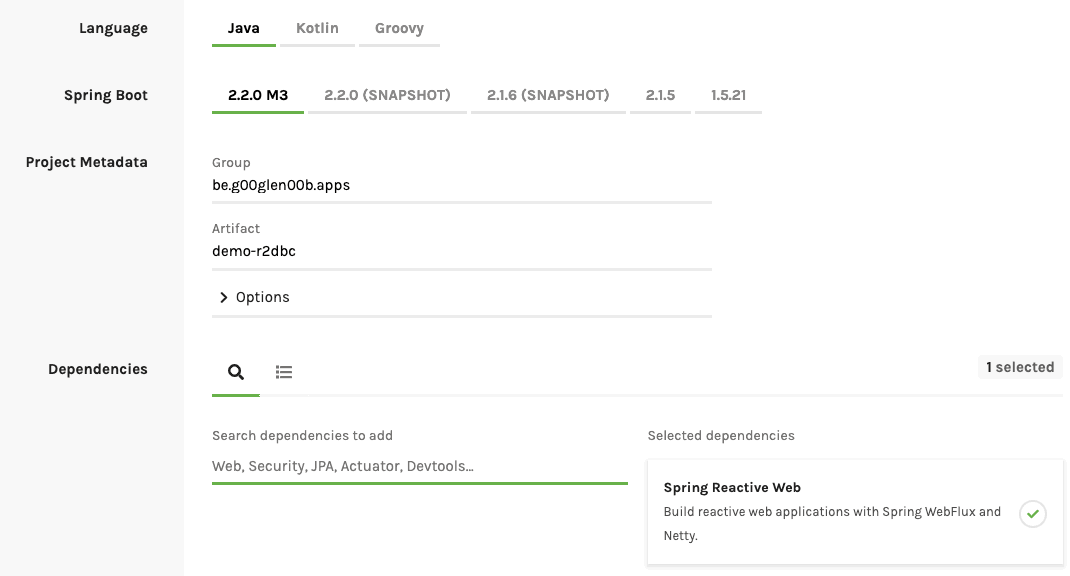 Language
Java Kotlin Groovy
Spring Boot
2.2.0 M3 2.2.0 (SNAPSHOT) 2.1.6 (SNAPSHOT) 2.1.5 1.5.21
Project Metadata
Group
be.g00glen00b.apps
Artifact
demo-r2dbc
Options
Dependencies
1 selected
Search dependencies to add
Web, Security, JPA, Actuator, Devtools...
Selected dependencies
Spring Reactive Web
Build reactive web applications with Spring WebFlux and
Netty.